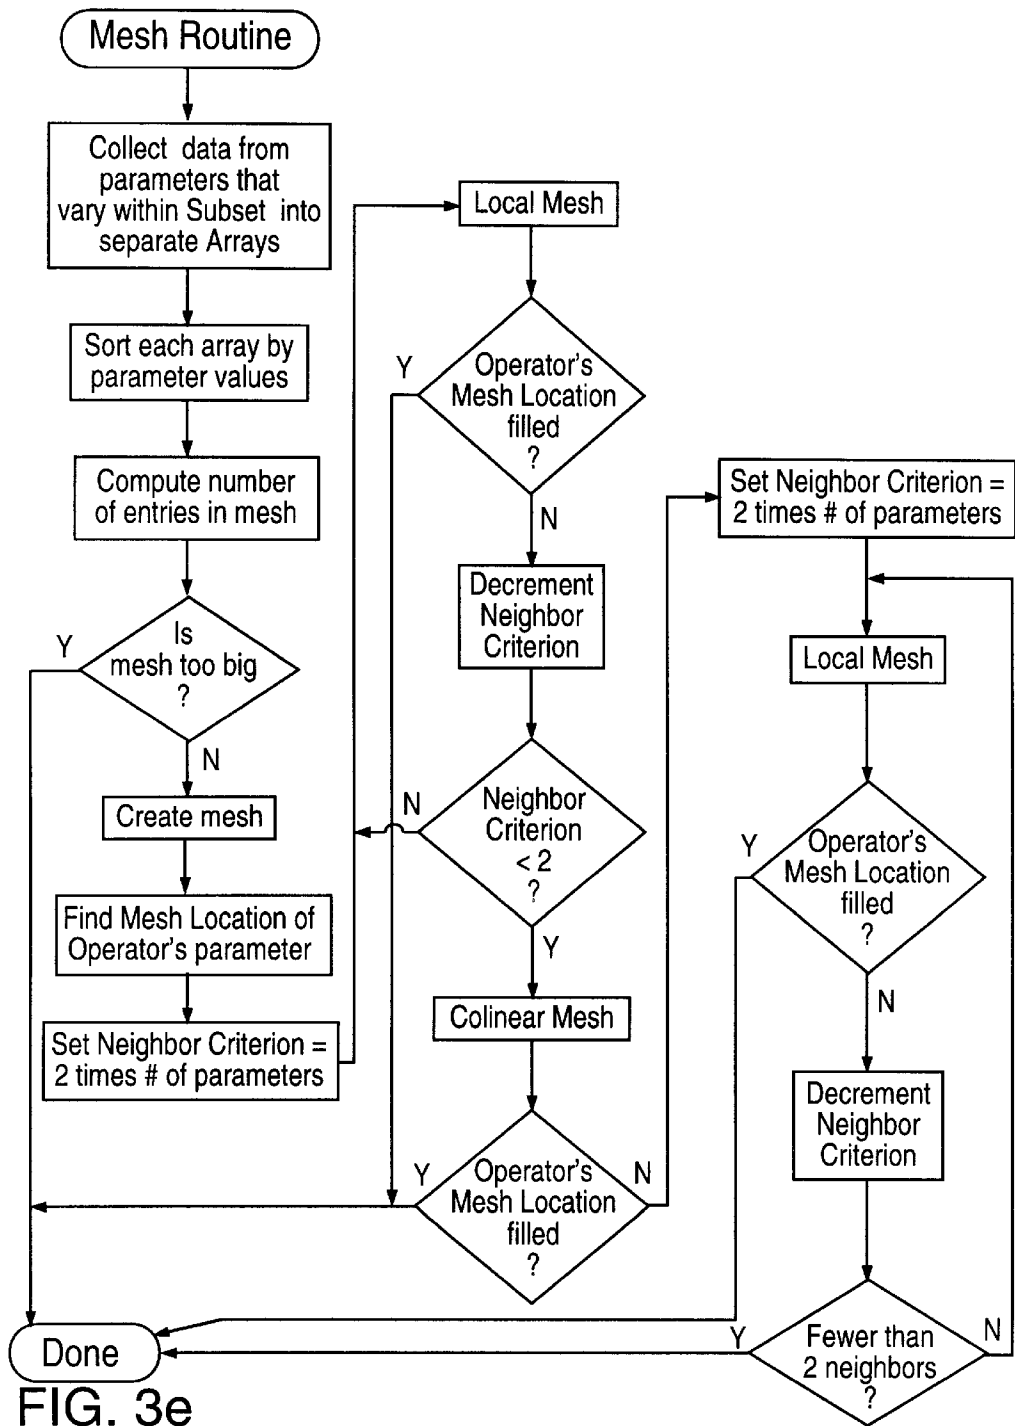 Mesh Routine
Collect data from
parameters that
vary within Subset into
separate Arrays
Sort each array by
parameter values
Compute number
of entries in mesh
Is
mesh too big
?
Y
N
Create mesh
Find Mesh Location of
Operator's parameter
Set Neighbor Criterion =
2 times # of parameters
Local Mesh
Operator's
Mesh Location
filled
?
Y
N
Decrement
Neighbor
Criterion
Neighbor
Criterion
< 2
?
N
Y
Colinear Mesh
Operator's
Mesh Location
filled
?
Y
N
Set Neighbor Criterion =
2 times # of parameters
Local Mesh
Operator's
Mesh Location
filled
?
Y
N
Decrement
Neighbor
Criterion
Fewer than
2 neighbors
?
Y
N
Done
FIG. 3e